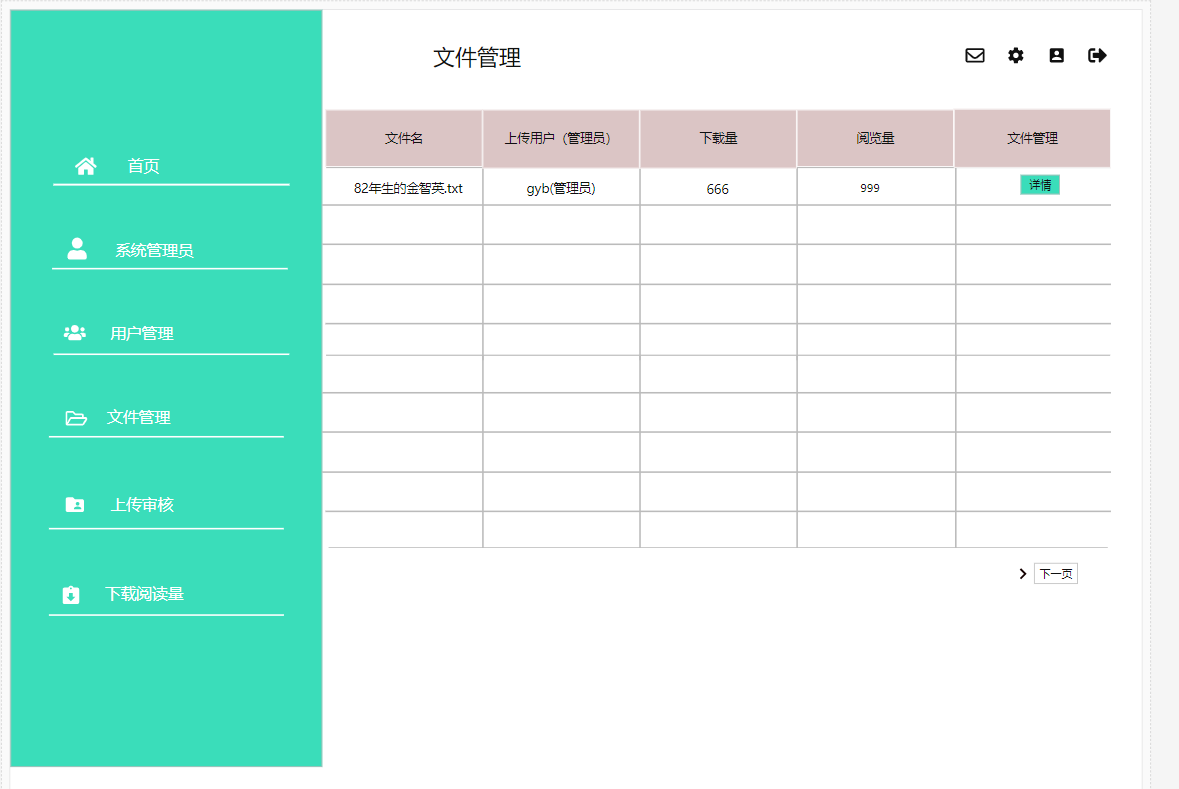 文件管理
首页
系统管理员
用户管理
文件管理
上传审核
下载阅读量
文件名 上传用户（管理员） 下载量 阅览量 文件管理
82年生的金智英.txt gyb(管理员) 666 999 详情
下一页